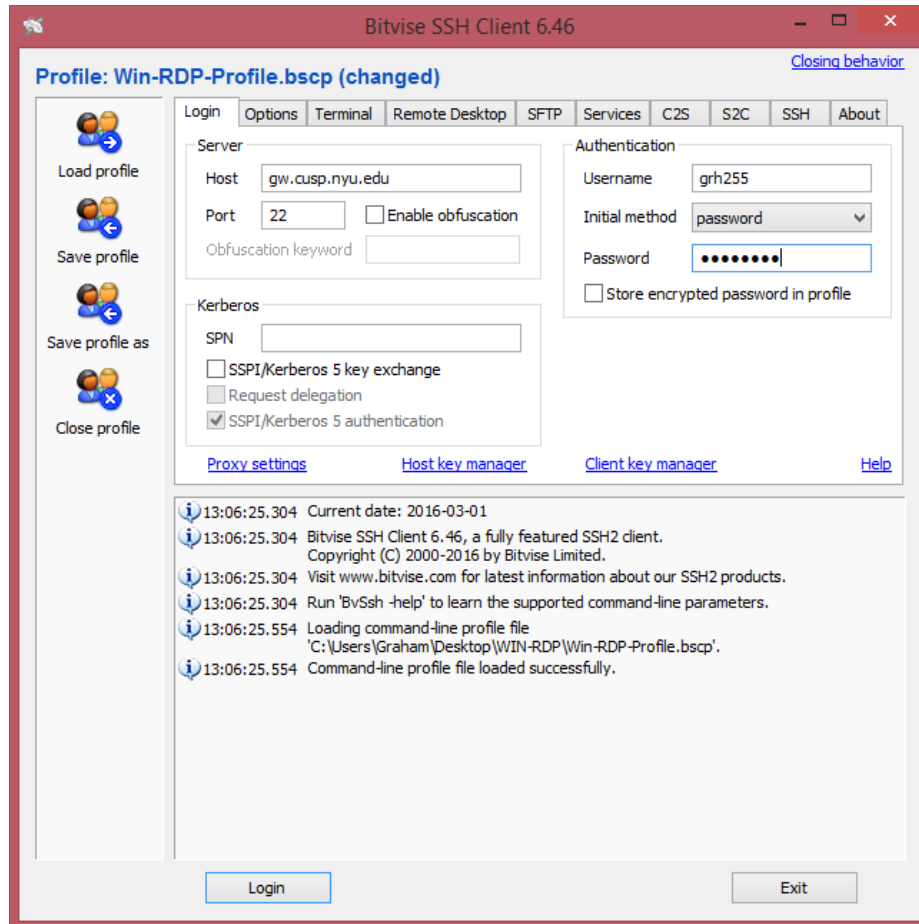 Bitvise SSH Client 6.46
Closing behavior
Profile: Win-RDP-Profile.bscp (changed)
Load profile
Save profile
Save profile as
Close profile
Login Options Terminal Remote Desktop SFTP Services C2S S2C SSH About
Server
Host gw.cusp.nyu.edu
Port 22 Enable obfuscation
Obfuscation keyword
Authentication
Username grh255
Initial method password
Password ●●●●●●●●
Store encrypted password in profile
Kerberos
SPN
SSPI/Kerberos 5 key exchange
Request delegation
SSPI/Kerberos 5 authentication
Proxy settings Host key manager Client key manager Help
13:06:25.304 Current date: 2016-03-01
13:06:25.304 Bitvise SSH Client 6.46, a fully featured SSH2 client.
Copyright (C) 2000-2016 by Bitvise Limited.
13:06:25.304 Visit www.bitvise.com for latest information about our SSH2 products.
13:06:25.304 Run 'BvSsh -help' to learn the supported command-line parameters.
13:06:25.554 Loading command-line profile file
'C:\Users\Graham\Desktop\WIN-RDP\Win-RDP-Profile.bscp'.
13:06:25.554 Command-line profile file loaded successfully.
Login Exit